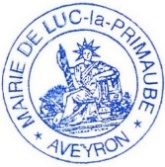 MAIRIE DE LUC-la-PRIMAUBE
* AVEYRON *